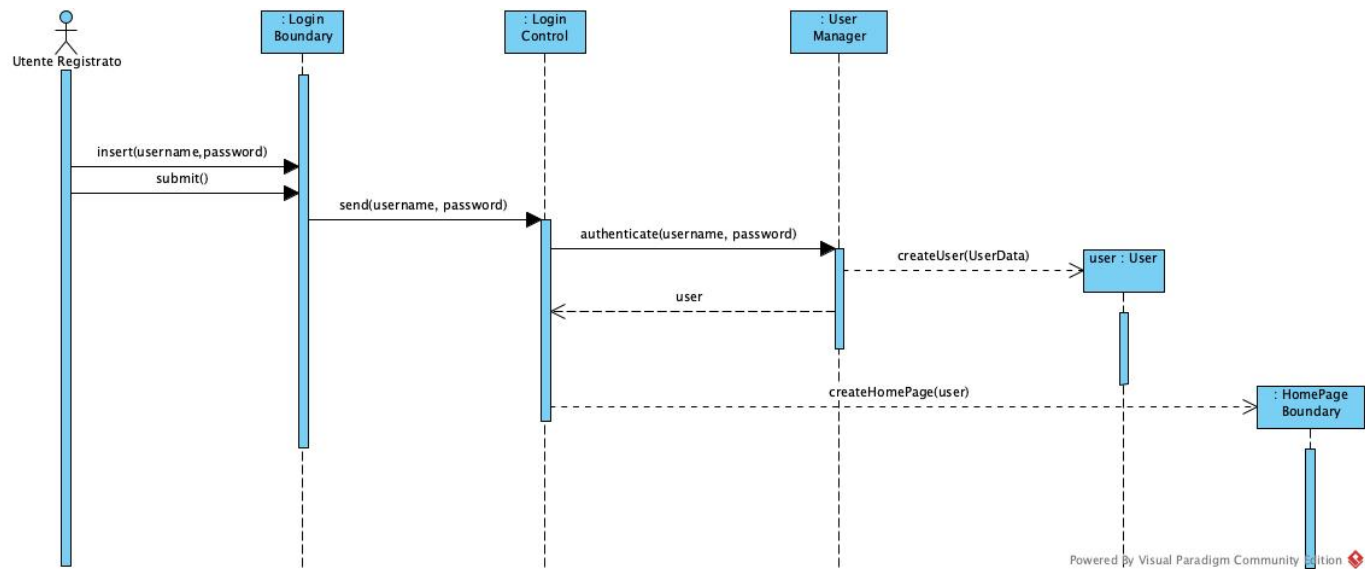 : Login
Boundary
: Login
Control
: User
Manager
Utente Registrato
insert(username,password)
submit()
send(username, password)
authenticate(username, password)
createUser(UserData)
user : User
user
createHomePage(user)
: HomePage
Boundary
Powered By Visual Paradigm Community Edition